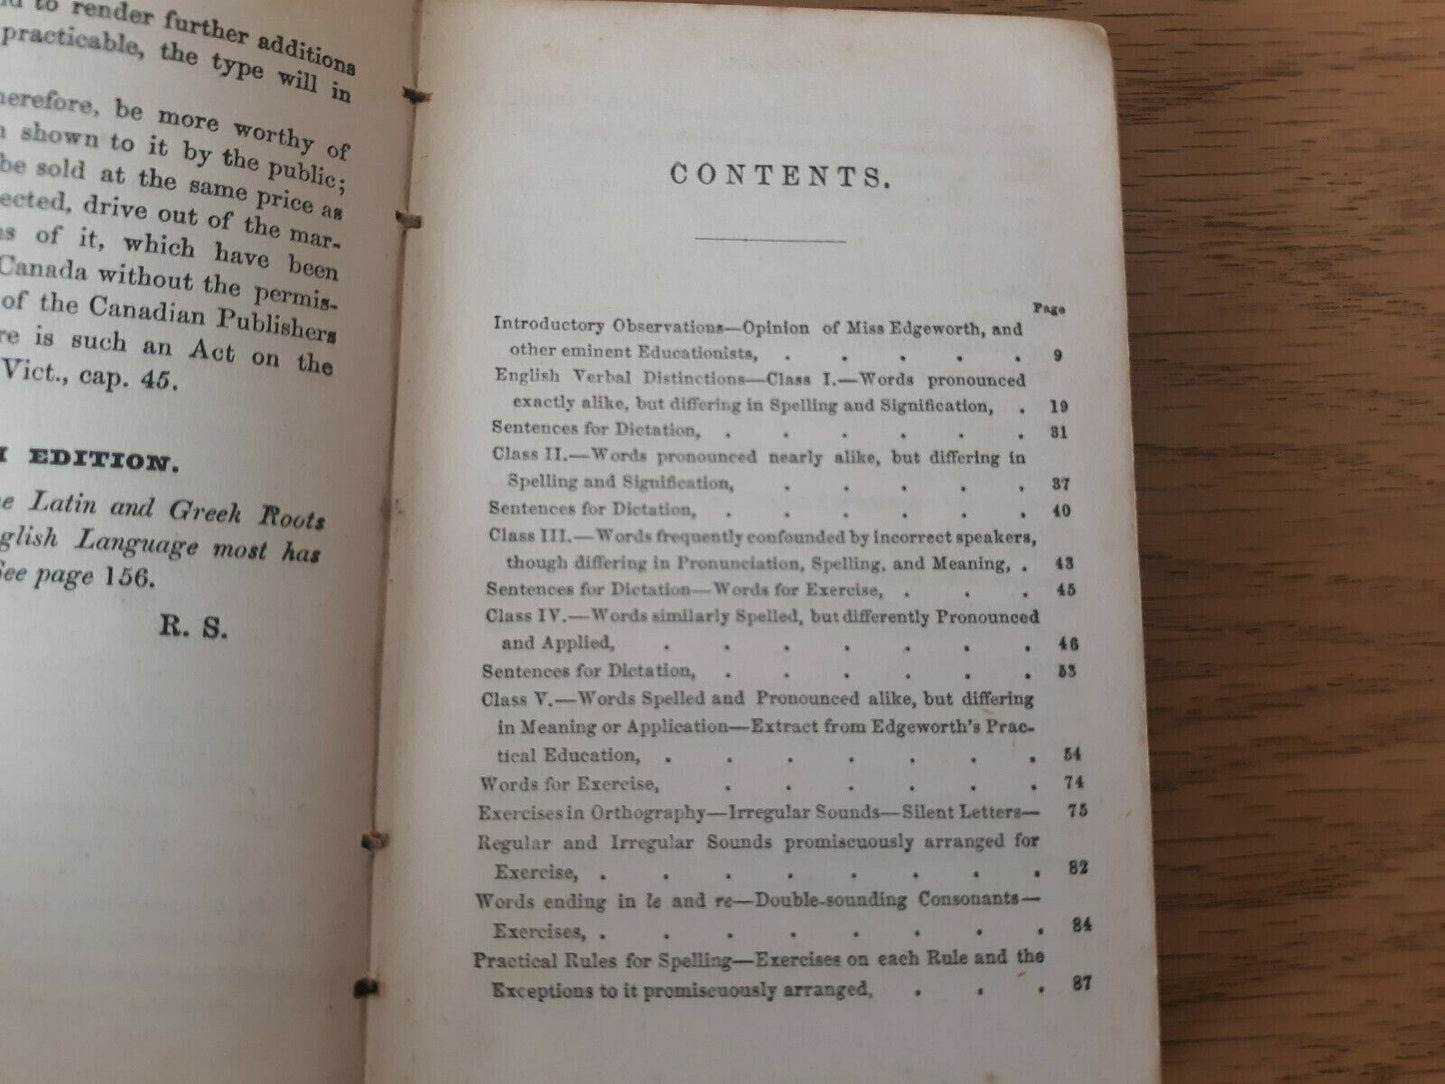 to render further additions
practicable, the type will in
be more worthy of
shown to it by the public;
be sold at the same price as
drive out of the mar-
of it, which have been
Canada without the permis-
of the Canadian Publishers
is such an Act on the
Vict., cap. 45.
EDITION.
Latin and Greek Roots
Language most has
See page 156.
R. S.
CONTENTS.
Page
Introductory Observations—Opinion of Miss Edgeworth, and
other eminent Educationists, . . . . . 9
English Verbal Distinctions—Class I.—Words pronounced
exactly alike, but differing in Spelling and Signification, . 19
Sentences for Dictation, . . . . . . 31
Class II.—Words pronounced nearly alike, but differing in
Spelling and Signification, . . . . . 37
Sentences for Dictation, . . . . . . 40
Class III.—Words frequently confounded by incorrect speakers,
though differing in Pronunciation, Spelling, and Meaning, . 43
Sentences for Dictation—Words for Exercise, . . . 45
Class IV.—Words similarly Spelled, but differently Pronounced
and Applied, . . . . . . . 46
Sentences for Dictation, . . . . . . 53
Class V.—Words Spelled and Pronounced alike, but differing
in Meaning or Application—Extract from Edgeworth's Prac-
tical Education, . . . . . . . 54
Words for Exercise, . . . . . . 74
Exercises in Orthography—Irregular Sounds—Silent Letters— 75
Regular and Irregular Sounds promiscuously arranged for
Exercise, . . . . . . . . 82
Words ending in le and re—Double-sounding Consonants—
Exercises, . . . . . . . . 84
Practical Rules for Spelling—Exercises on each Rule and the
Exceptions to it promiscuously arranged, . . . 87